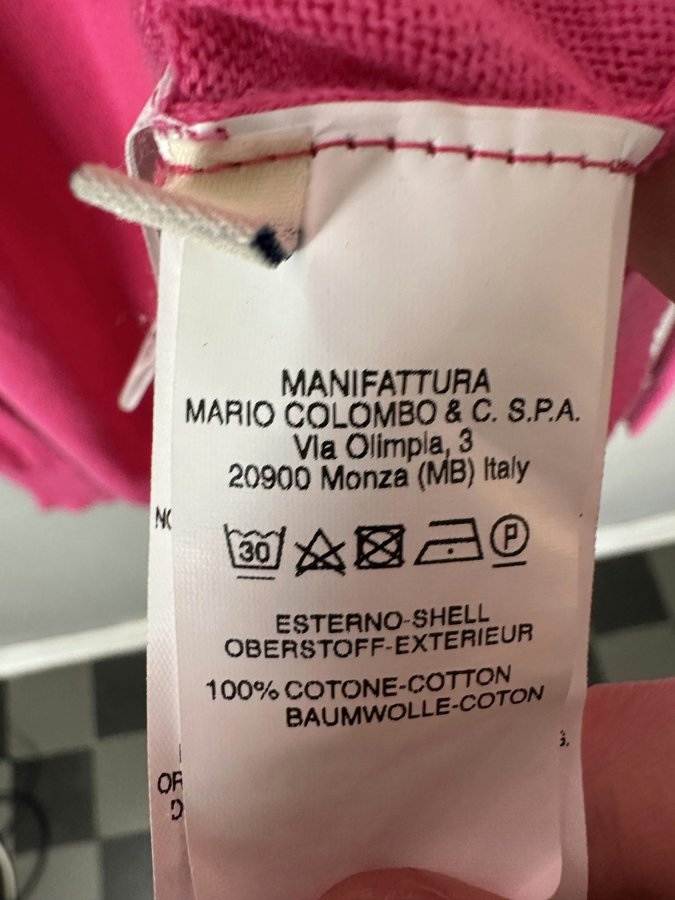 MANIFATTURA
MARIO COLOMBO & C. S.P.A.
Via Olimpia, 3
20900 Monza (MB) Italy
30 P
ESTERNO-SHELL
OBERSTOFF-EXTERIEUR
100% COTONE-COTTON
BAUMWOLLE-COTON